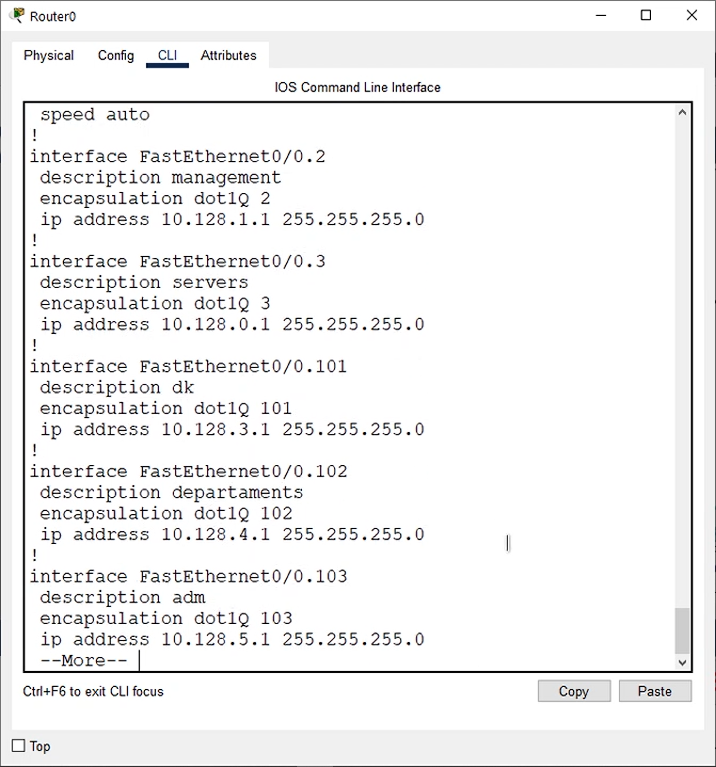 Router0
Physical Config CLI Attributes
IOS Command Line Interface
speed auto
!
interface FastEthernet0/0.2
description management
encapsulation dot1Q 2
ip address 10.128.1.1 255.255.255.0
!
interface FastEthernet0/0.3
description servers
encapsulation dot1Q 3
ip address 10.128.0.1 255.255.255.0
!
interface FastEthernet0/0.101
description dk
encapsulation dot1Q 101
ip address 10.128.3.1 255.255.255.0
!
interface FastEthernet0/0.102
description departaments
encapsulation dot1Q 102
ip address 10.128.4.1 255.255.255.0
!
interface FastEthernet0/0.103
description adm
encapsulation dot1Q 103
ip address 10.128.5.1 255.255.255.0
--More--
Ctrl+F6 to exit CLI focus
Copy Paste
Top